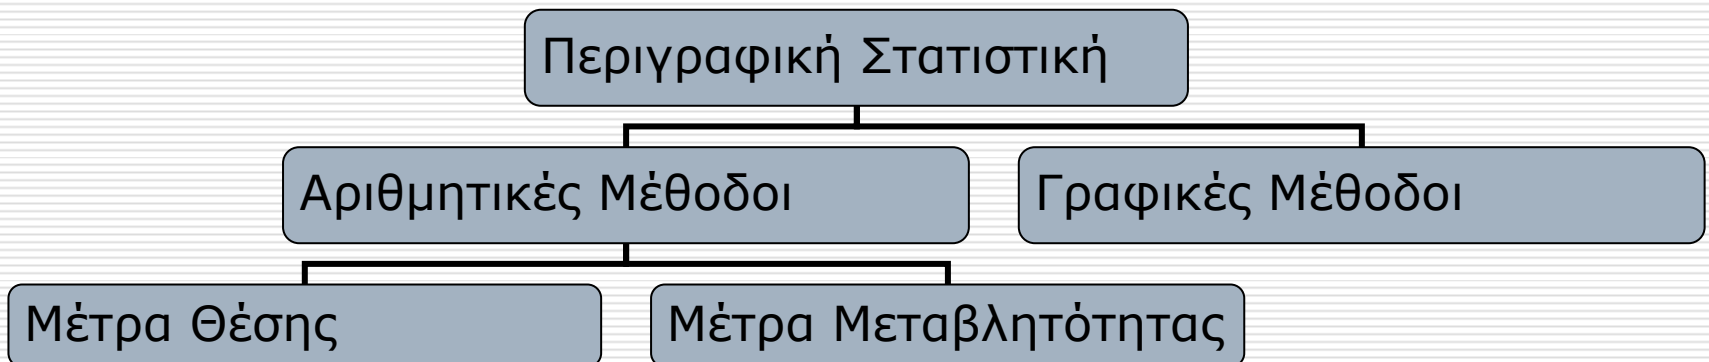 Περιγραφική Στατιστική
Αριθμητικές Μέθοδοι
Γραφικές Μέθοδοι
Μέτρα Θέσης
Μέτρα Μεταβλητότητας